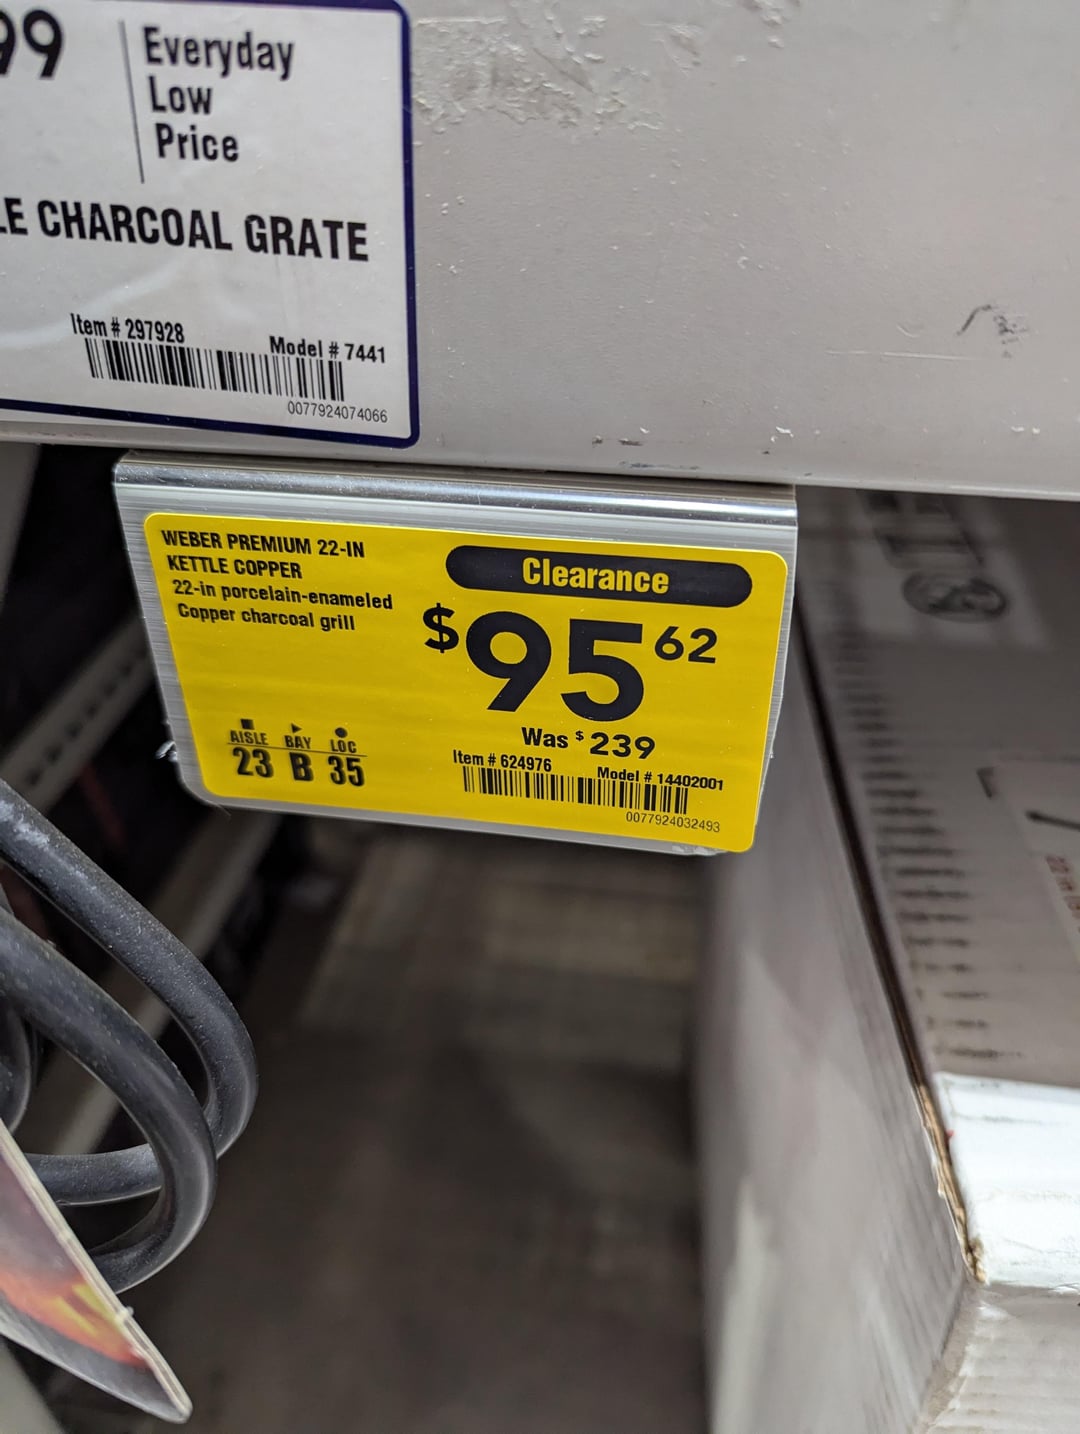 99
Everyday
Low
Price
LE CHARCOAL GRATE
Item # 297928
Model # 7441
0077924074066
WEBER PREMIUM 22-IN
KETTLE COPPER
22-in porcelain-enameled
Copper charcoal grill
Clearance
$95 62
Was $239
AISLE BAY LOC
23 B 35
Item # 624976
Model # 14402001
0077924032493